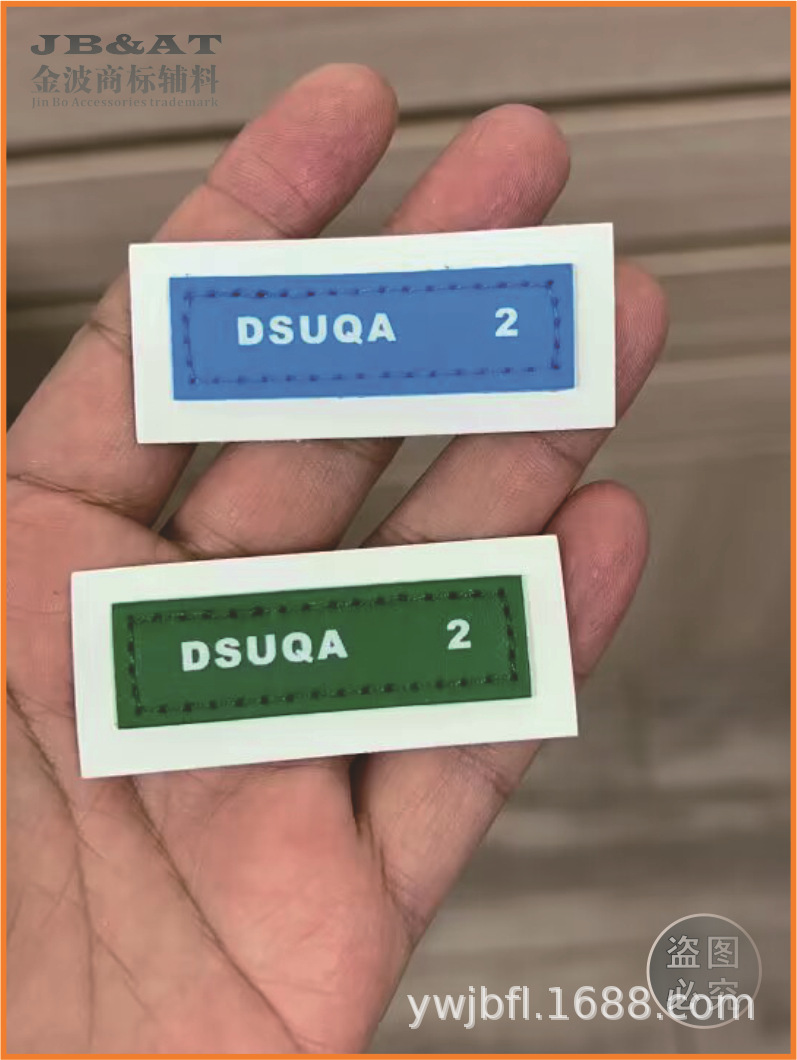 JB&AT
金波商标辅料
Jin Bo Accessories trademark
DSUQA 2
DSUQA 2
盗图
必究
ywjbfl.1688.com